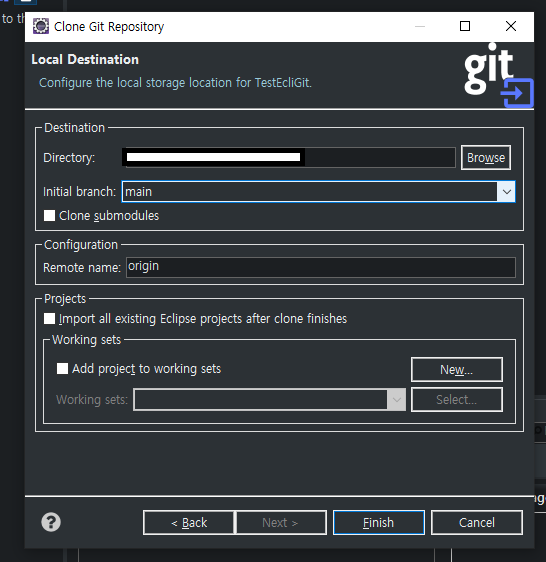 to th
Clone Git Repository
Local Destination
Configure the local storage location for TestEcliGit.
git
Destination
Directory:
Browse
Initial branch: main
Clone submodules
Configuration
Remote name: origin
Projects
Import all existing Eclipse projects after clone finishes
Working sets
Add project to working sets
New...
Working sets:
Select...
? < Back Next > Finish Cancel